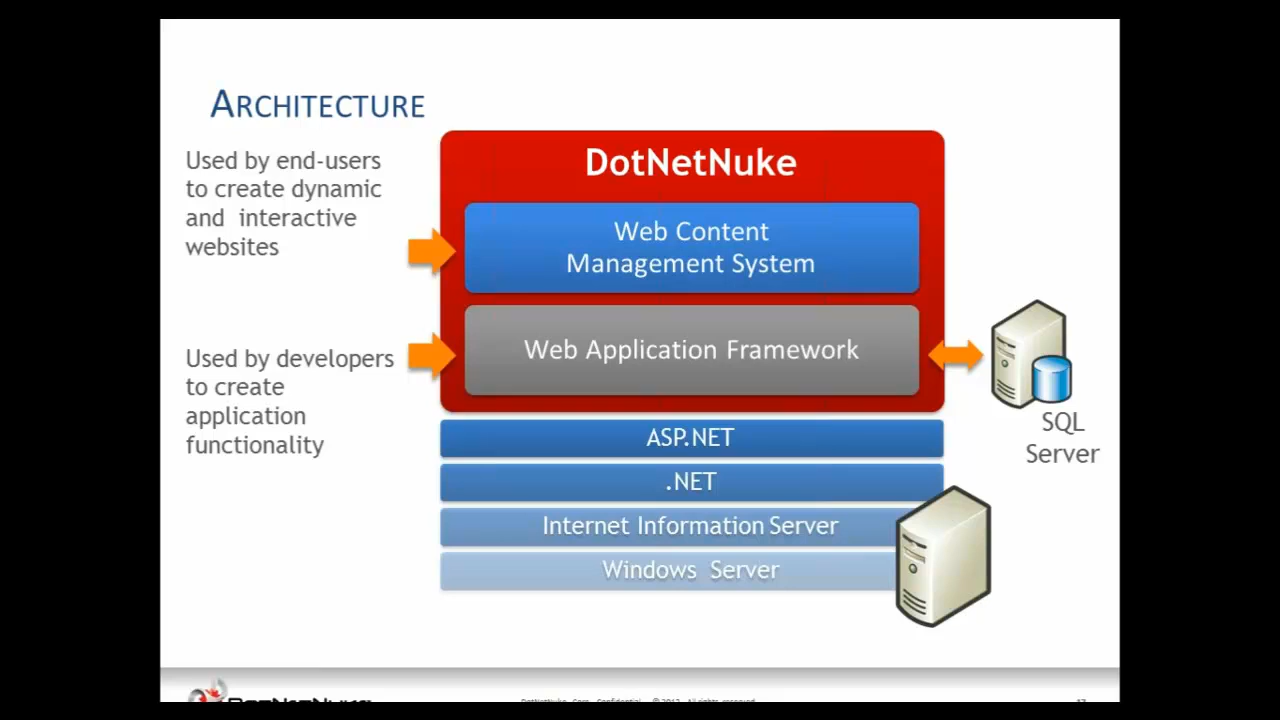 ARCHITECTURE
Used by end-users
to create dynamic
and interactive
websites
DotNetNuke
Web Content
Management System
Used by developers
to create
application
functionality
Web Application Framework
SQL
Server
ASP.NET
.NET
Internet Information Server
Windows Server
DotNetNuke